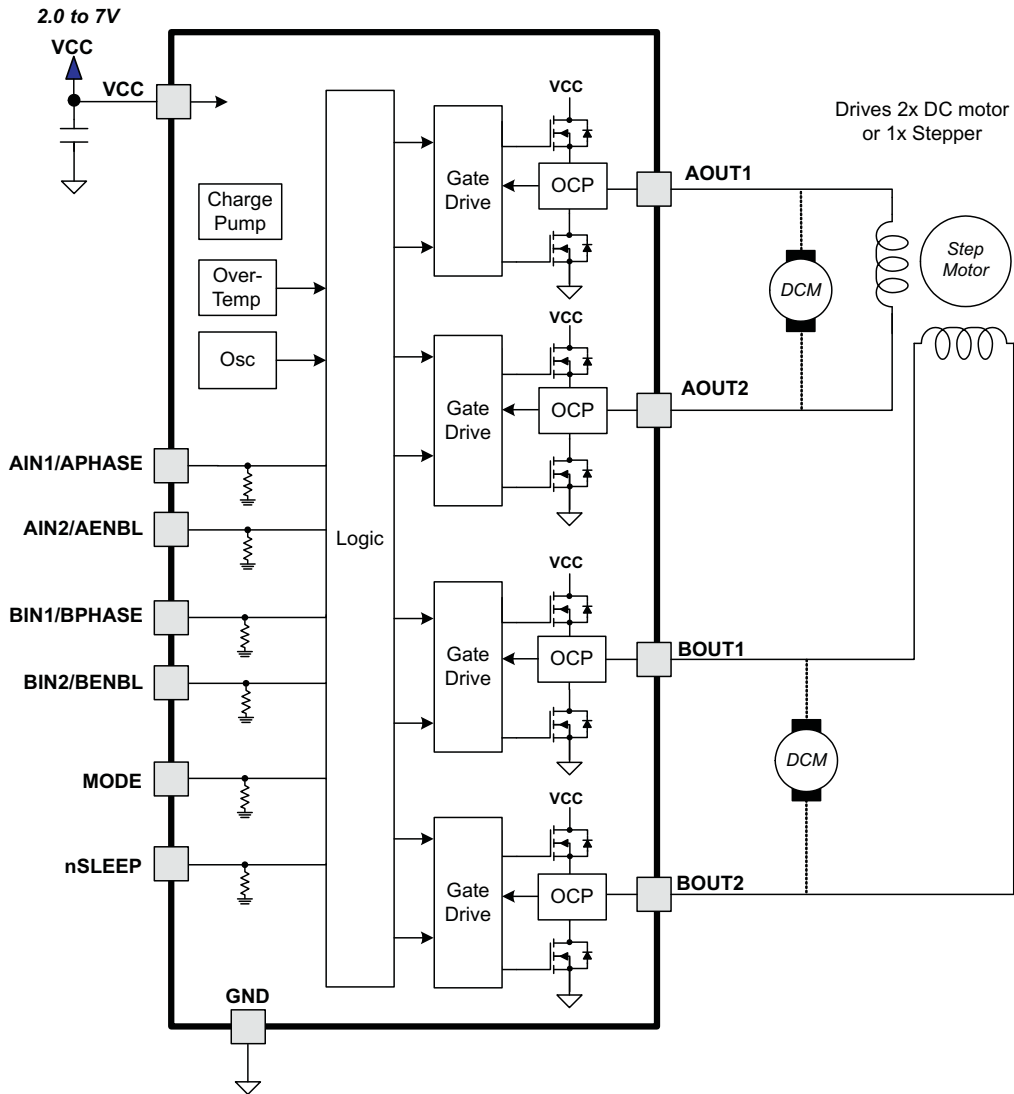 2.0 to 7V
VCC
VCC
Drives 2x DC motor
or 1x Stepper
Charge
Pump
Over-
Temp
Osc
Logic
AIN1/APHASE
AIN2/AENBL
BIN1/BPHASE
BIN2/BENBL
MODE
nSLEEP
GND
VCC
Gate
Drive
OCP
AOUT1
VCC
Gate
Drive
OCP
AOUT2
DCM
Step
Motor
VCC
Gate
Drive
OCP
BOUT1
VCC
Gate
Drive
OCP
BOUT2
DCM